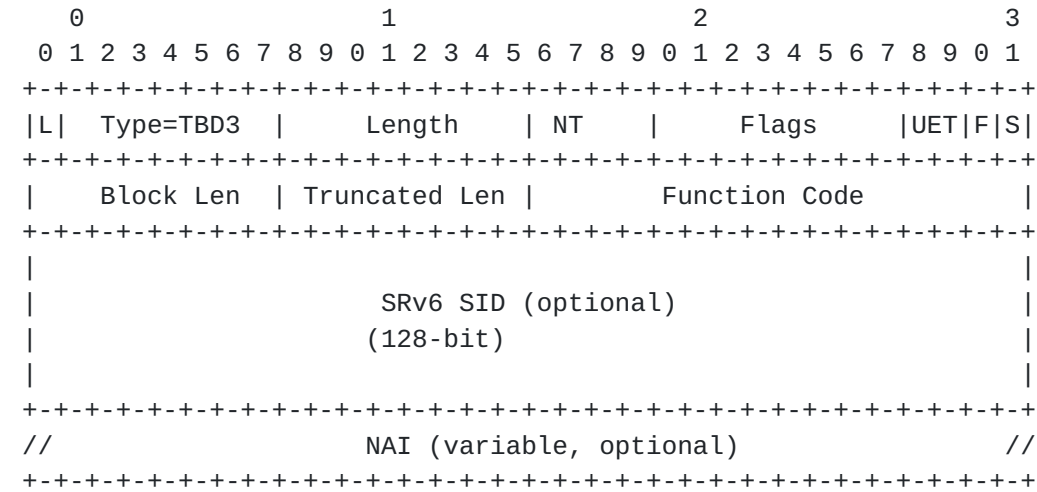 0                   1                   2                   3
0 1 2 3 4 5 6 7 8 9 0 1 2 3 4 5 6 7 8 9 0 1 2 3 4 5 6 7 8 9 0 1
+-+-+-+-+-+-+-+-+-+-+-+-+-+-+-+-+-+-+-+-+-+-+-+-+-+-+-+-+-+-+-+-+
|L|  Type=TBD3  |     Length    | NT    |     Flags     |UET|F|S|
+-+-+-+-+-+-+-+-+-+-+-+-+-+-+-+-+-+-+-+-+-+-+-+-+-+-+-+-+-+-+-+-+
|    Block Len  | Truncated Len |        Function Code          |
+-+-+-+-+-+-+-+-+-+-+-+-+-+-+-+-+-+-+-+-+-+-+-+-+-+-+-+-+-+-+-+-+
|                                                               |
|                      SRv6 SID (optional)                      |
|                     (128-bit)                                 |
|                                                               |
+-+-+-+-+-+-+-+-+-+-+-+-+-+-+-+-+-+-+-+-+-+-+-+-+-+-+-+-+-+-+-+-+
//                    NAI (variable, optional)                 //
+-+-+-+-+-+-+-+-+-+-+-+-+-+-+-+-+-+-+-+-+-+-+-+-+-+-+-+-+-+-+-+-+